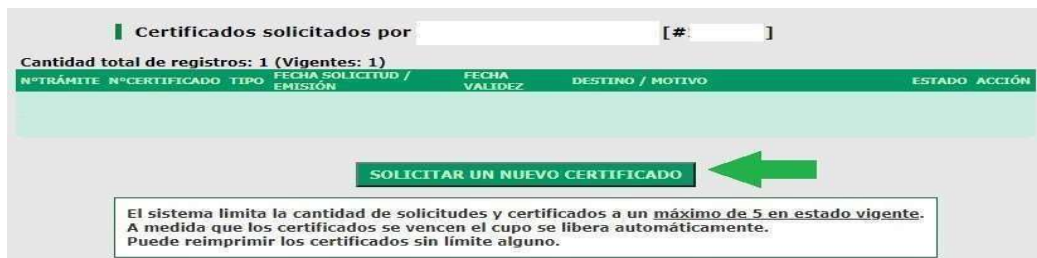 Certificados solicitados por [# ]
Cantidad total de registros: 1 (Vigentes: 1)
NºTRÁMITE NºCERTIFICADO TIPO FECHA SOLICITUD / EMISIÓN FECHA VALIDEZ DESTINO / MOTIVO ESTADO ACCIÓN
SOLICITAR UN NUEVO CERTIFICADO
El sistema limita la cantidad de solicitudes y certificados a un máximo de 5 en estado vigente.
A medida que los certificados se vencen el cupo se libera automáticamente.
Puede reimprimir los certificados sin límite alguno.